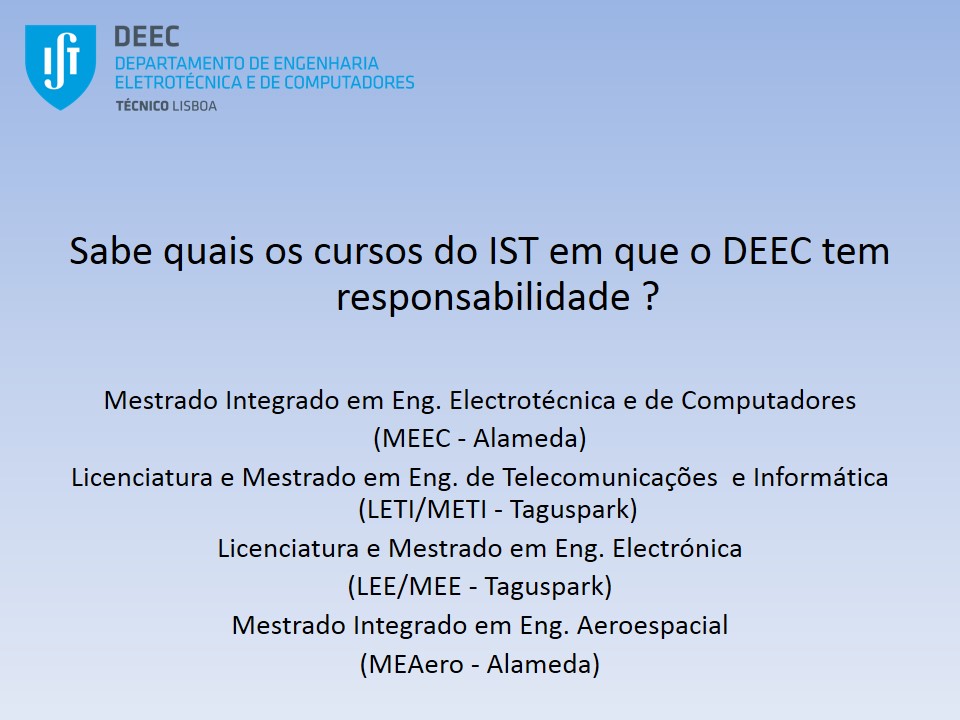 IST
DEEC
DEPARTAMENTO DE ENGENHARIA
ELETROTÉCNICA E DE COMPUTADORES
TÉCNICO LISBOA
Sabe quais os cursos do IST em que o DEEC tem
responsabilidade ?
Mestrado Integrado em Eng. Electrotécnica e de Computadores
(MEEC - Alameda)
Licenciatura e Mestrado em Eng. de Telecomunicações  e Informática
(LETI/METI - Taguspark)
Licenciatura e Mestrado em Eng. Electrónica
(LEE/MEE - Taguspark)
Mestrado Integrado em Eng. Aeroespacial
(MEAero - Alameda)